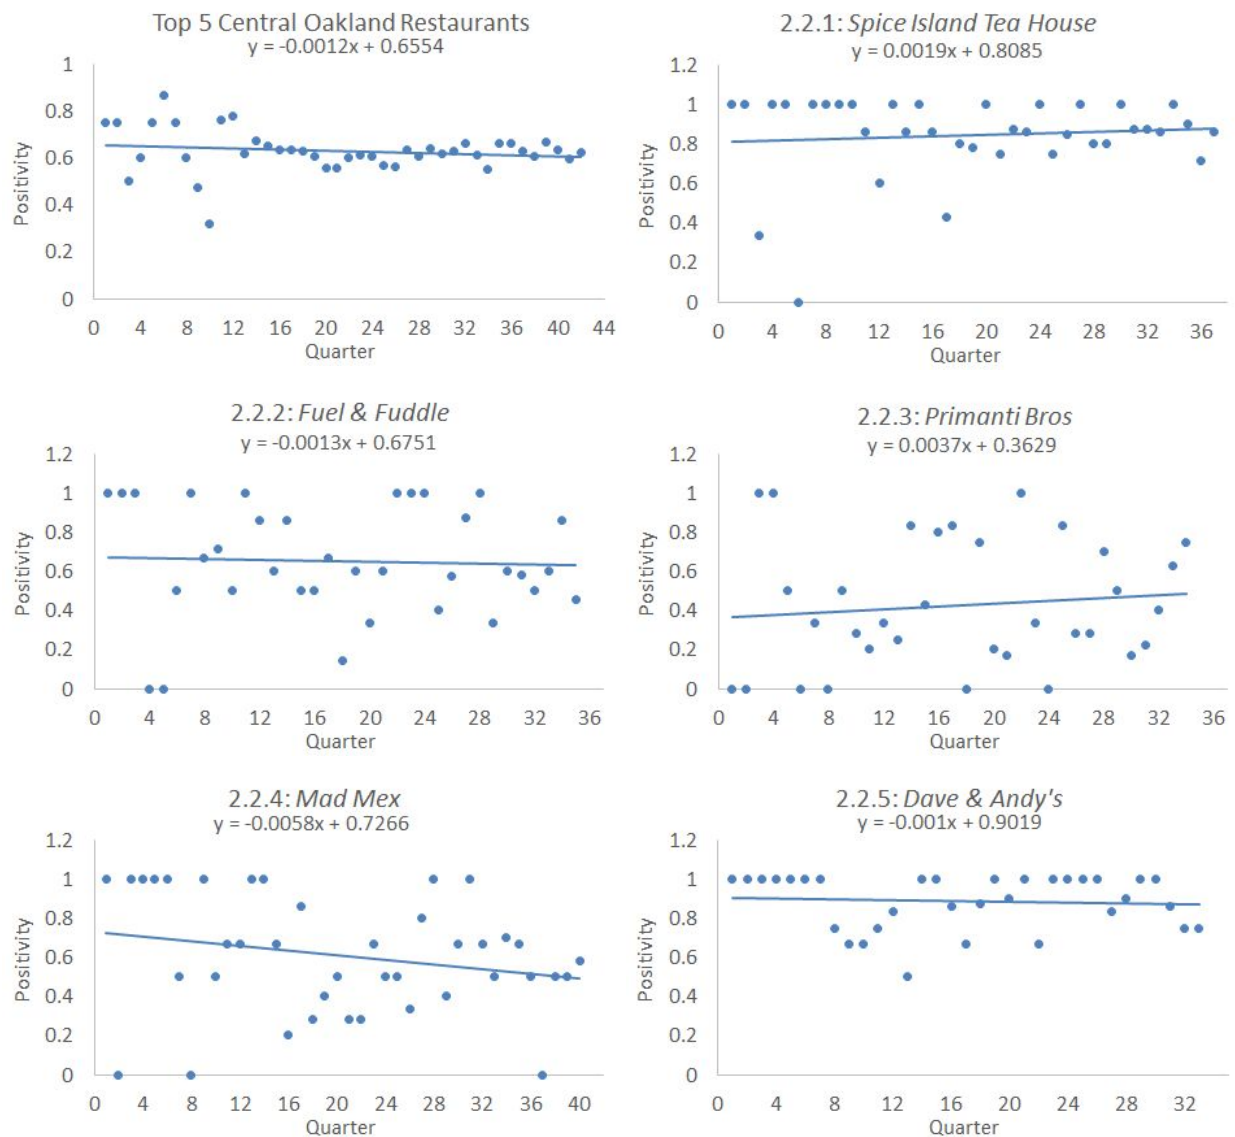 Top 5 Central Oakland Restaurants
y = -0.0012x + 0.6554
1
0.8
0.6
0.4
0.2
0
Positivity
0 4 8 12 16 20 24 28 32 36 40 44
Quarter
2.2.1: Spice Island Tea House
y = 0.0019x + 0.8085
1.2
1
0.8
0.6
0.4
0.2
0
Positivity
0 4 8 12 16 20 24 28 32 36
Quarter
2.2.2: Fuel & Fuddle
y = -0.0013x + 0.6751
1.2
1
0.8
0.6
0.4
0.2
0
Positivity
0 4 8 12 16 20 24 28 32 36
Quarter
2.2.3: Primanti Bros
y = 0.0037x + 0.3629
1.2
1
0.8
0.6
0.4
0.2
0
Positivity
0 4 8 12 16 20 24 28 32 36
Quarter
2.2.4: Mad Mex
y = -0.0058x + 0.7266
1.2
1
0.8
0.6
0.4
0.2
0
Positivity
0 4 8 12 16 20 24 28 32 36 40
Quarter
2.2.5: Dave & Andy's
y = -0.001x + 0.9019
1.2
1
0.8
0.6
0.4
0.2
0
Positivity
0 4 8 12 16 20 24 28 32
Quarter